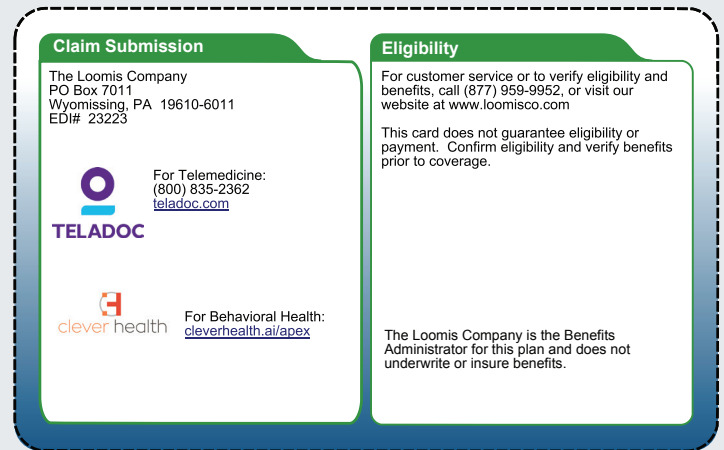 Claim Submission
The Loomis Company
PO Box 7011
Wyomissing, PA  19610-6011
EDI#  23223
TELADOC
For Telemedicine:
(800) 835-2362
teladoc.com
clever health
For Behavioral Health:
cleverhealth.ai/apex
Eligibility
For customer service or to verify eligibility and
benefits, call (877) 959-9952, or visit our
website at www.loomisco.com
This card does not guarantee eligibility or
payment.  Confirm eligibility and verify benefits
prior to coverage.
The Loomis Company is the Benefits
Administrator for this plan and does not
underwrite or insure benefits.